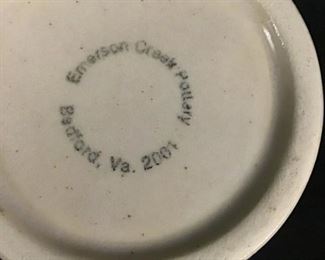 Emerson Creek Pottery
Bedford, Va. 2001